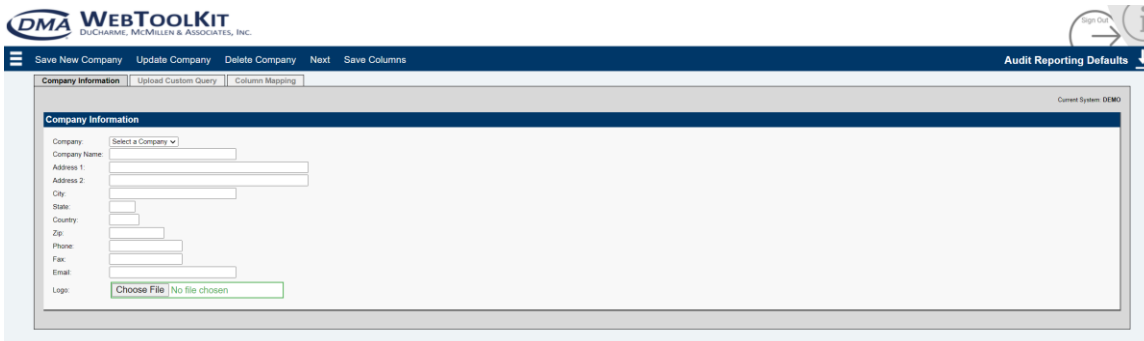 DMA WEBTOOLKIT
DUCHARME, MCMILLEN & ASSOCIATES, INC.
Sign Out
Save New Company Update Company Delete Company Next Save Columns Audit Reporting Defaults
Company Information Upload Custom Query Column Mapping
Current System: DEMO
Company Information
Company: Select a Company
Company Name:
Address 1:
Address 2:
City:
State:
Country:
Zip:
Phone:
Fax:
Email:
Logo: Choose File No file chosen